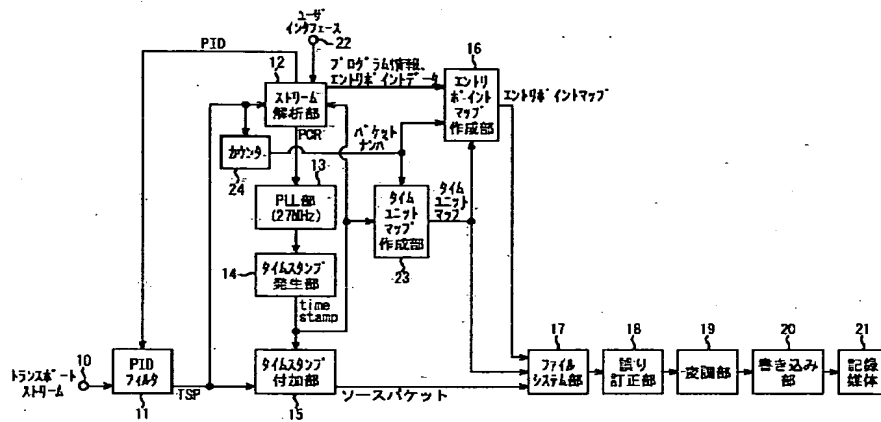 ユーザ
インタフェース
22
PID
12
プログラム情報、
エントリポイントデータ
16
ストリーム
解析部
エントリ
ポイント
マップ
作成部
エントリポイントマップ
PCR
パケット
ナンバ
カウンタ
24
13
PLL部
(27MHz)
タイム
ユニット
マップ
作成部
タイム
ユニット
マップ
23
14
タイムスタンプ
発生部
time
stamp
トランスポート
ストリーム
10
PID
フィルタ
11
TSP
タイムスタンプ
付加部
15
ソースパケット
17
ファイル
システム部
18
誤り
訂正部
19
変調部
20
書き込み
部
21
記録
媒体